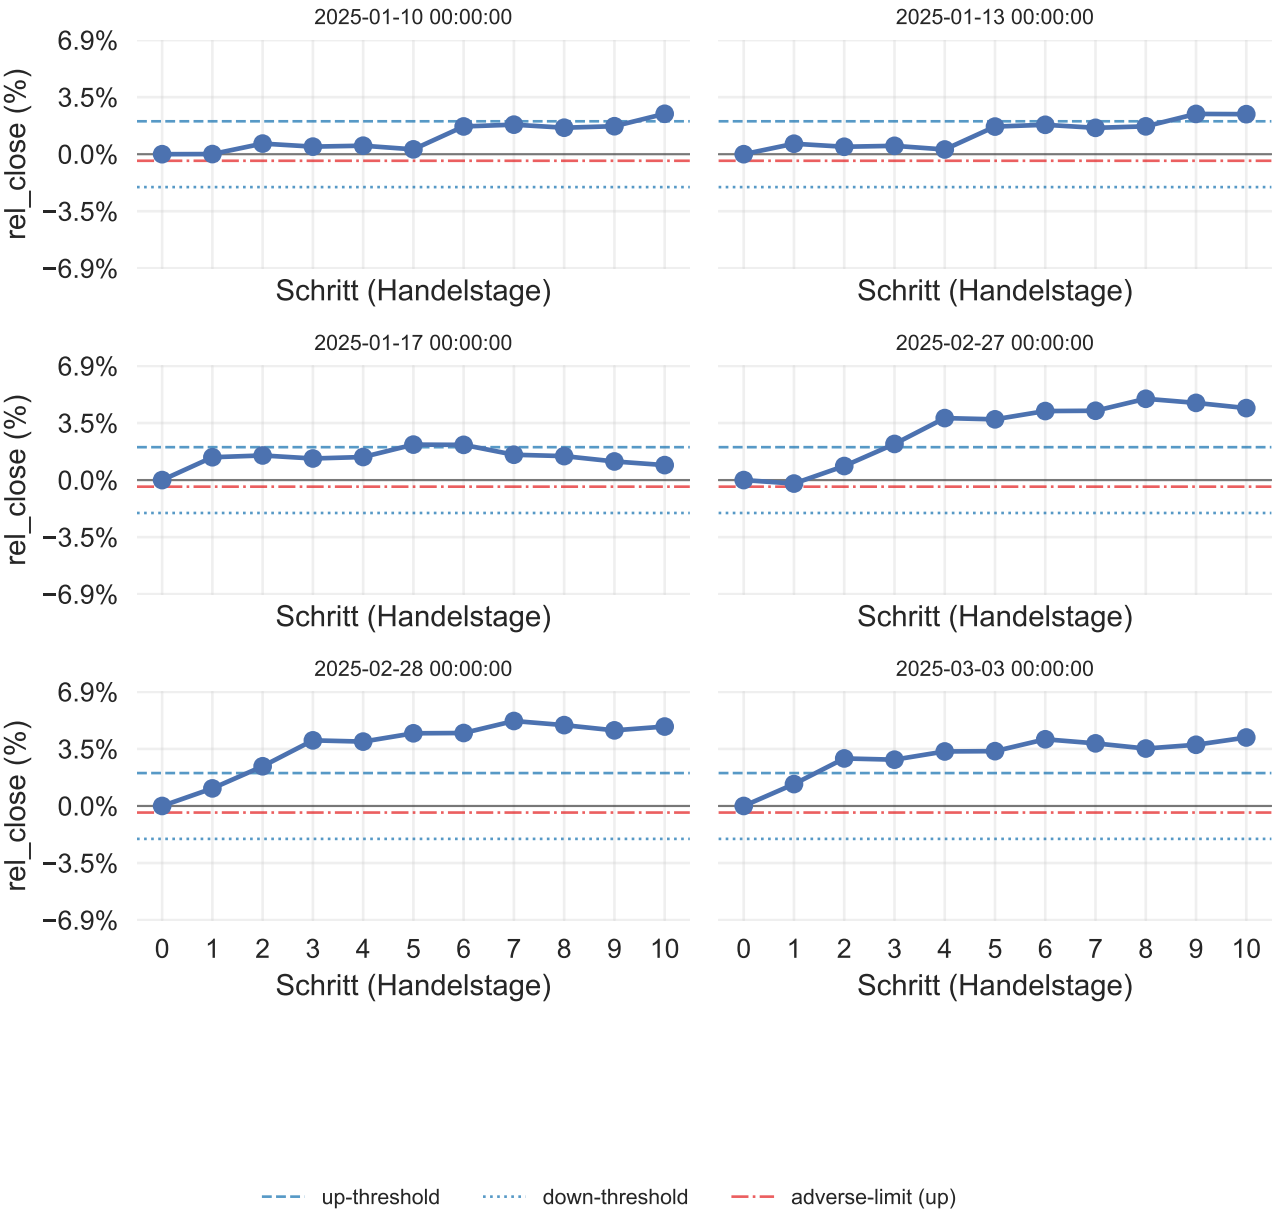 2025-01-10 00:00:00
2025-01-13 00:00:00
6.9%
3.5%
0.0%
−3.5%
−6.9%
rel_close (%)
Schritt (Handelstage)
Schritt (Handelstage)
2025-01-17 00:00:00
2025-02-27 00:00:00
6.9%
3.5%
0.0%
−3.5%
−6.9%
rel_close (%)
Schritt (Handelstage)
Schritt (Handelstage)
2025-02-28 00:00:00
2025-03-03 00:00:00
6.9%
3.5%
0.0%
−3.5%
−6.9%
rel_close (%)
0 1 2 3 4 5 6 7 8 9 10
0 1 2 3 4 5 6 7 8 9 10
Schritt (Handelstage)
Schritt (Handelstage)
up-threshold down-threshold adverse-limit (up)